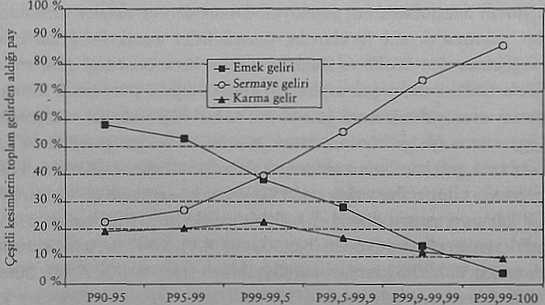 Çeşitli kesimlerin toplam gelirden aldığı pay
100 %
90 %
80 %
70 %
60 %
50 %
40 %
30 %
20 %
10 %
0 %
Emek geliri
Sermaye geliri
Karma gelir
P90-95
P95-99
P99-99,5
P99,5-99,9
P99,9-99,99
P99,99-100